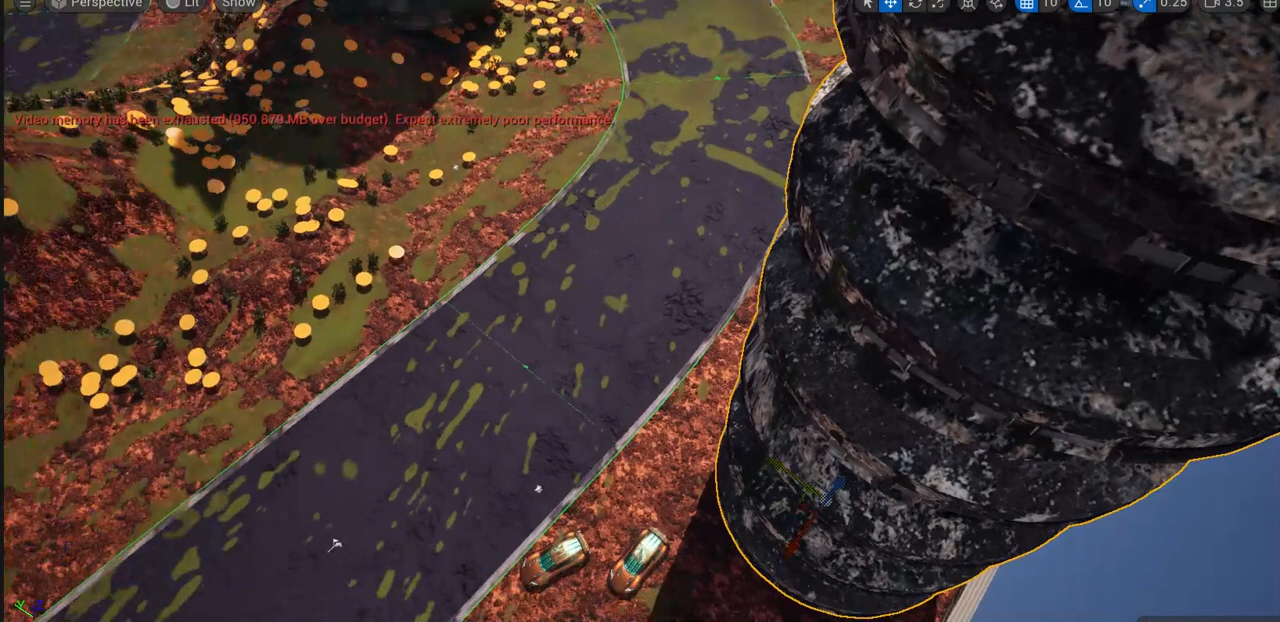 Perspective Lit Show 10 10 0.25 3.5
Video memory has been exhausted (950.879 MB over budget). Expect extremely poor performance.